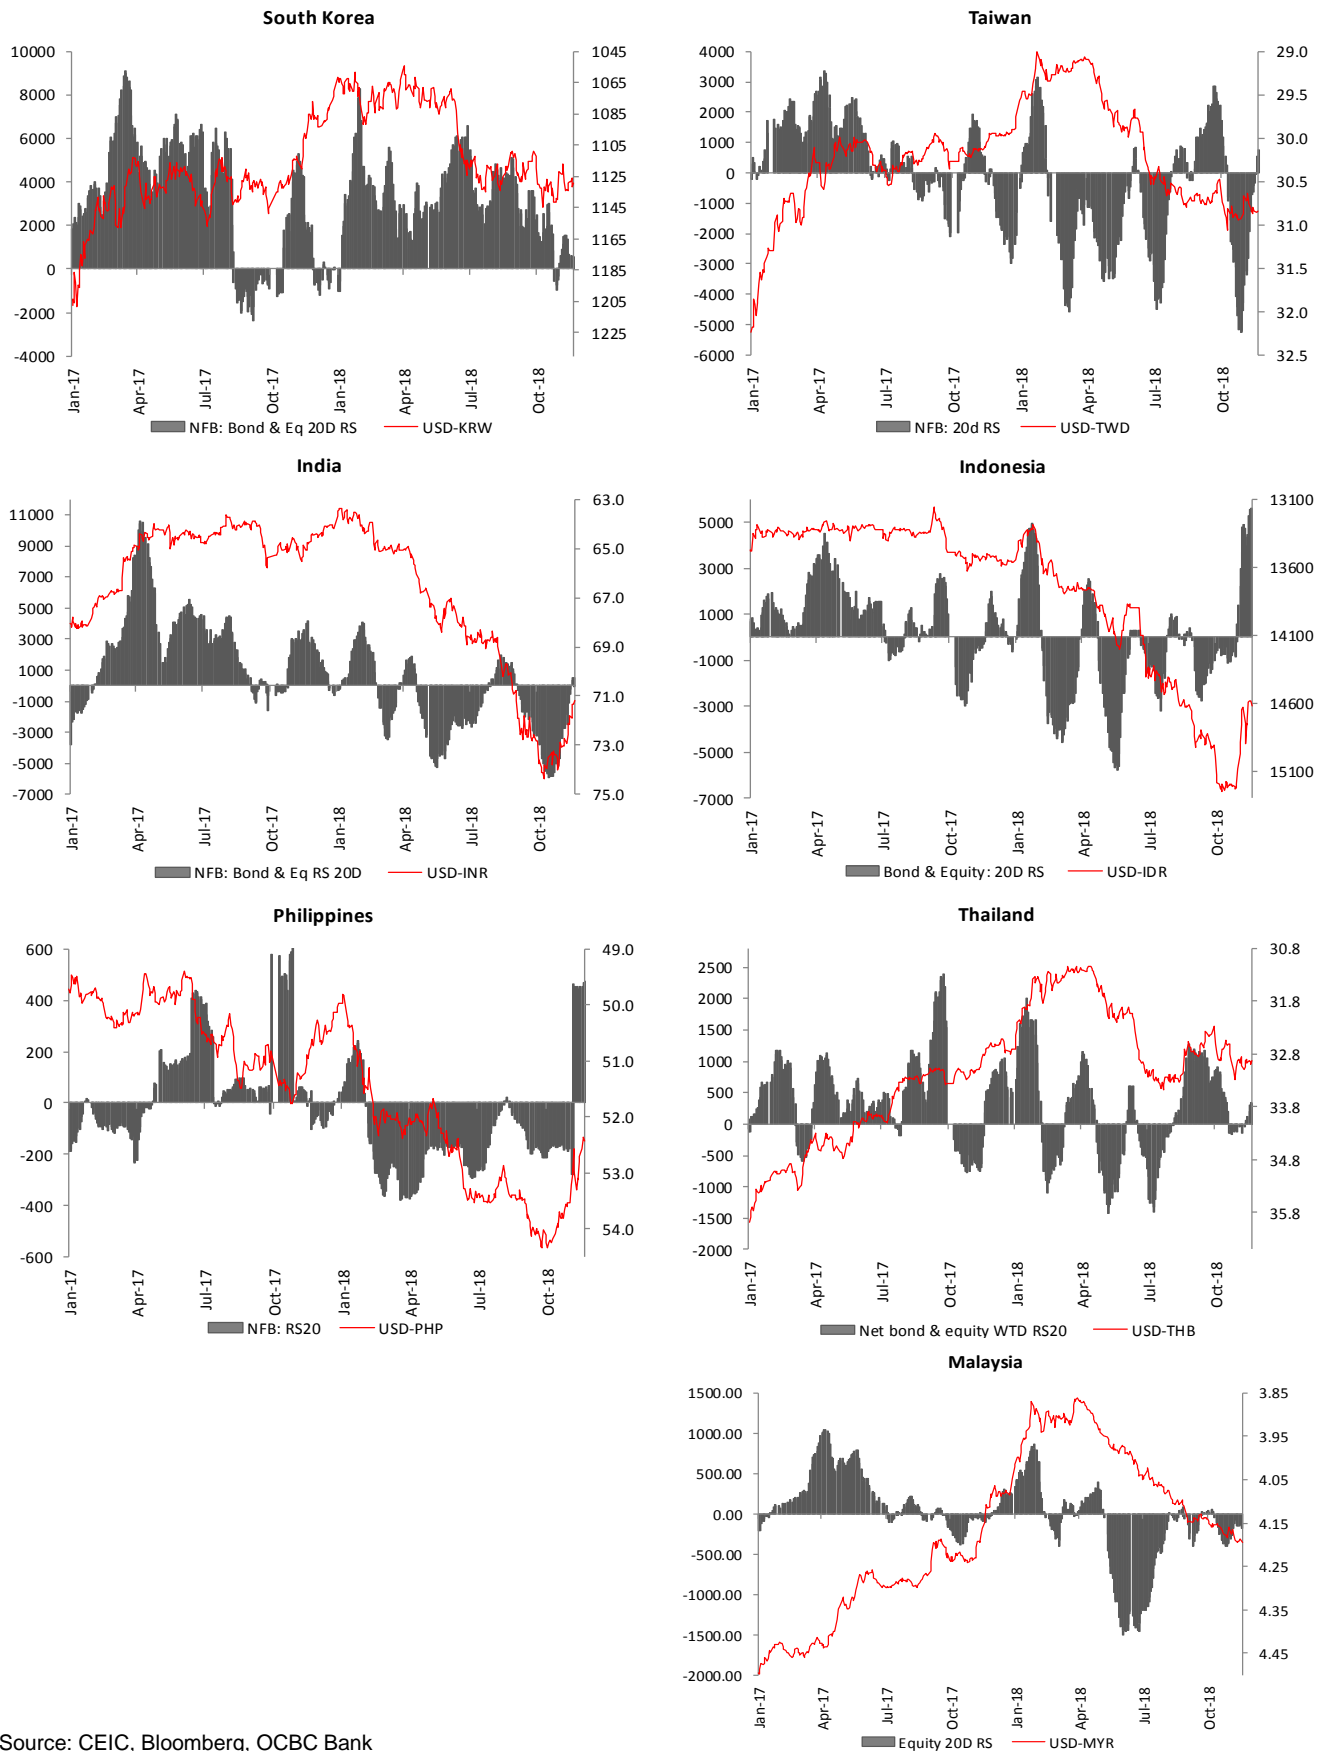 South Korea
10000
8000
6000
4000
2000
0
-2000
-4000
1045
1065
1085
1105
1125
1145
1165
1185
1205
1225
Jan-17
Apr-17
Jul-17
Oct-17
Jan-18
Apr-18
Jul-18
Oct-18
NFB: Bond & Eq 20D RS
USD-KRW
Taiwan
4000
3000
2000
1000
0
-1000
-2000
-3000
-4000
-5000
-6000
29.0
29.5
30.0
30.5
31.0
31.5
32.0
32.5
Jan-17
Apr-17
Jul-17
Oct-17
Jan-18
Apr-18
Jul-18
Oct-18
NFB: 20d RS
USD-TWD
India
11000
9000
7000
5000
3000
1000
-1000
-3000
-5000
-7000
63.0
65.0
67.0
69.0
71.0
73.0
75.0
Jan-17
Apr-17
Jul-17
Oct-17
Jan-18
Apr-18
Jul-18
Oct-18
NFB: Bond & Eq RS 20D
USD-INR
Indonesia
5000
3000
1000
-1000
-3000
-5000
-7000
13100
13600
14100
14600
15100
Jan-17
Apr-17
Jul-17
Oct-17
Jan-18
Apr-18
Jul-18
Oct-18
Bond & Equity: 20D RS
USD-IDR
Philippines
600
400
200
0
-200
-400
-600
49.0
50.0
51.0
52.0
53.0
54.0
Jan-17
Apr-17
Jul-17
Oct-17
Jan-18
Apr-18
Jul-18
Oct-18
NFB: RS20
USD-PHP
Thailand
2500
2000
1500
1000
500
0
-500
-1000
-1500
-2000
30.8
31.8
32.8
33.8
34.8
35.8
Jan-17
Apr-17
Jul-17
Oct-17
Jan-18
Apr-18
Jul-18
Oct-18
Net bond & equity WTD RS20
USD-THB
Malaysia
1500.00
1000.00
500.00
0.00
-500.00
-1000.00
-1500.00
-2000.00
3.85
3.95
4.05
4.15
4.25
4.35
4.45
Jan-17
Apr-17
Jul-17
Oct-17
Jan-18
Apr-18
Jul-18
Oct-18
Equity 20D RS
USD-MYR
Source: CEIC, Bloomberg, OCBC Bank